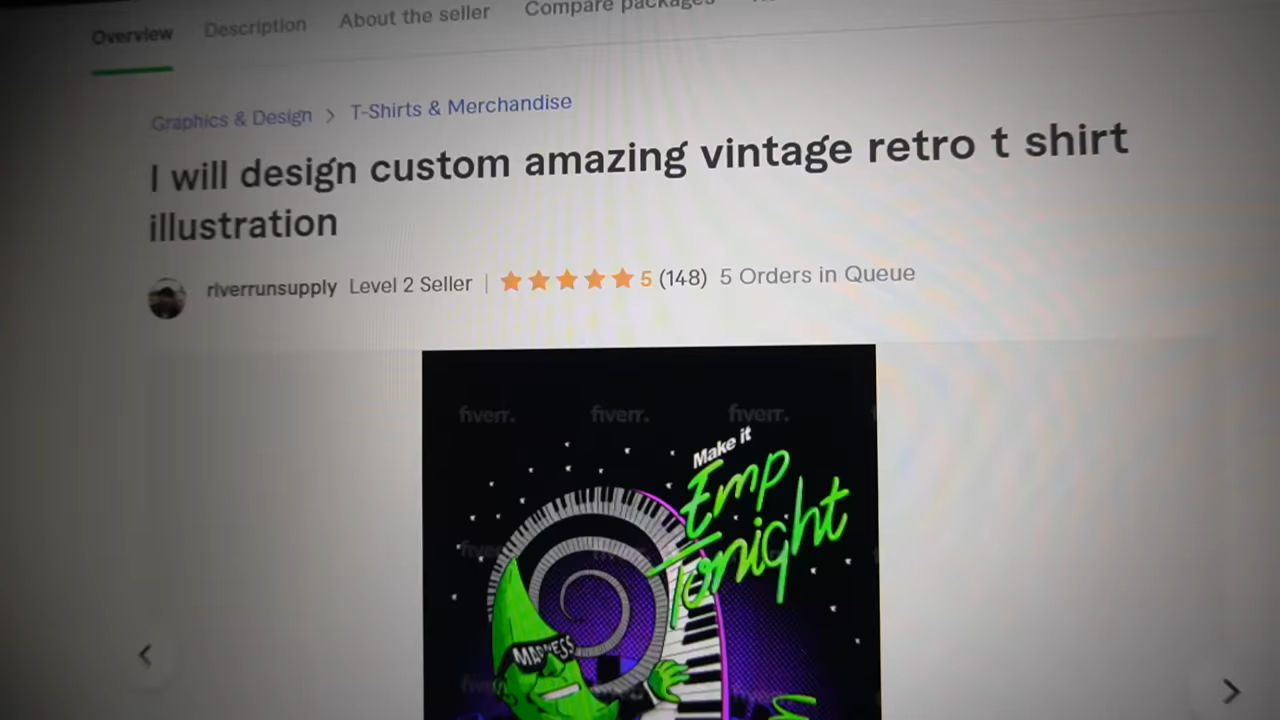 Overview Description About the seller Compare packages
Graphics & Design > T-Shirts & Merchandise
I will design custom amazing vintage retro t shirt
illustration
riverrunsupply Level 2 Seller | 5 (148) 5 Orders in Queue
fiverr. fiverr. fiverr.
Make it
Emp
Tonight
MADNESS